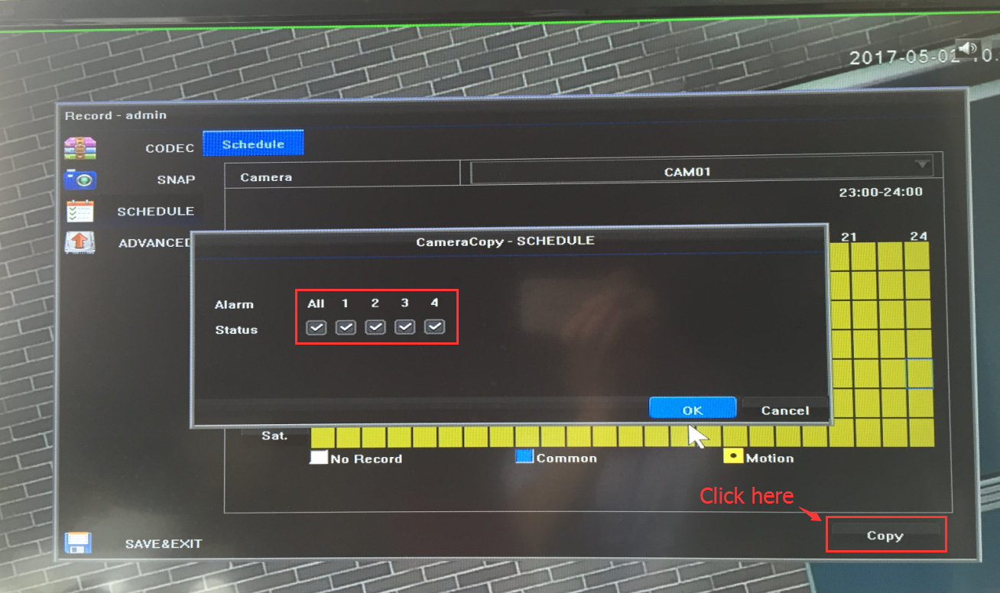 2017-05-02 10.
Record - admin
CODEC
Schedule
SNAP
Camera
CAM01
SCHEDULE
23:00-24:00
ADVANCED
21 24
CameraCopy - SCHEDULE
Alarm All 1 2 3 4
Status
OK Cancel
Sat.
No Record Common Motion
Click here
Copy
SAVE&EXIT